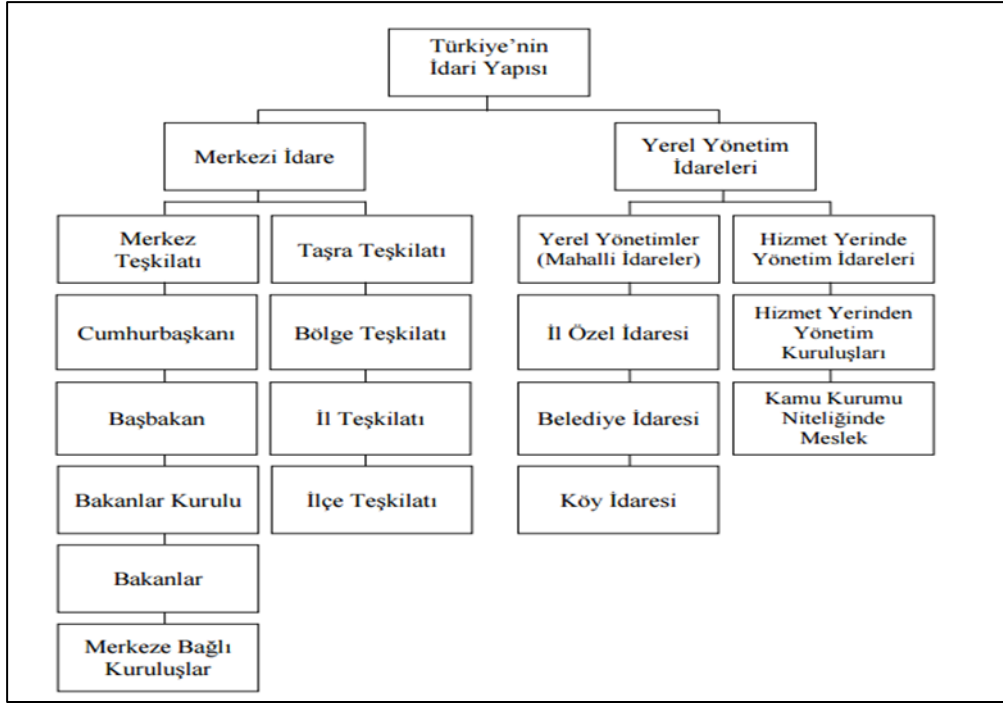 Türkiye'nin
İdari Yapısı
Merkezi İdare
Yerel Yönetim
İdareleri
Merkez
Teşkilatı
Taşra Teşkilatı
Yerel Yönetimler
(Mahalli İdareler)
Hizmet Yerinde
Yönetim İdareleri
Cumhurbaşkanı
Bölge Teşkilatı
İl Özel İdaresi
Hizmet Yerinden
Yönetim
Kuruluşları
Başbakan
İl Teşkilatı
Belediye İdaresi
Kamu Kurumu
Niteliğinde
Meslek
Bakanlar Kurulu
İlçe Teşkilatı
Köy İdaresi
Bakanlar
Merkeze Bağlı
Kuruluşlar